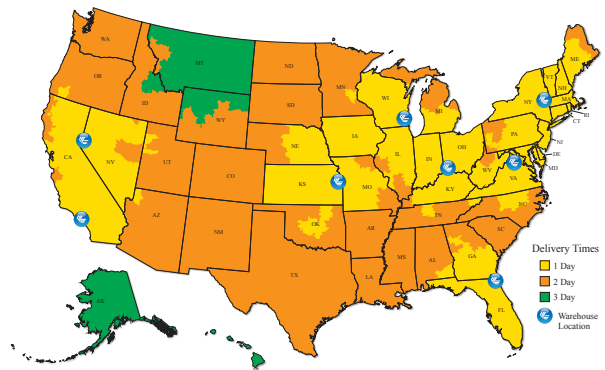 WA
MT
ND
MN
ME
VT
NH
OR
ID
SD
WI
MI
NY
MA
RI
CT
WY
IA
PA
NJ
NE
OH
DE
MD
NV
UT
CO
IL
IN
WV
VA
CA
KS
MO
KY
NC
AZ
NM
OK
AR
TN
SC
MS
AL
GA
TX
LA
FL
AK
Delivery Times
1 Day
2 Day
3 Day
Warehouse
Location